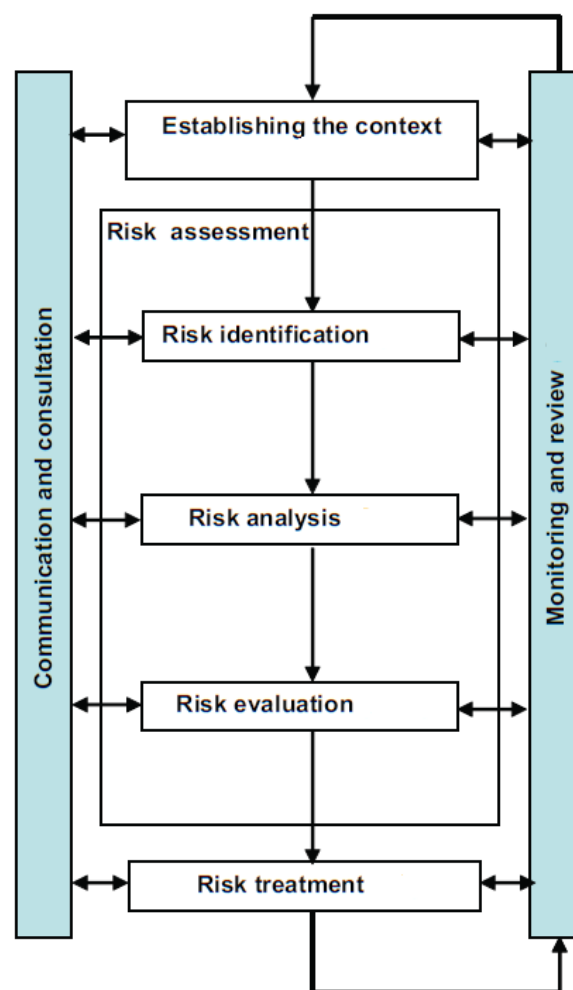 Establishing the context
Risk assessment
Risk identification
Risk analysis
Risk evaluation
Risk treatment
Communication and consultation
Monitoring and review